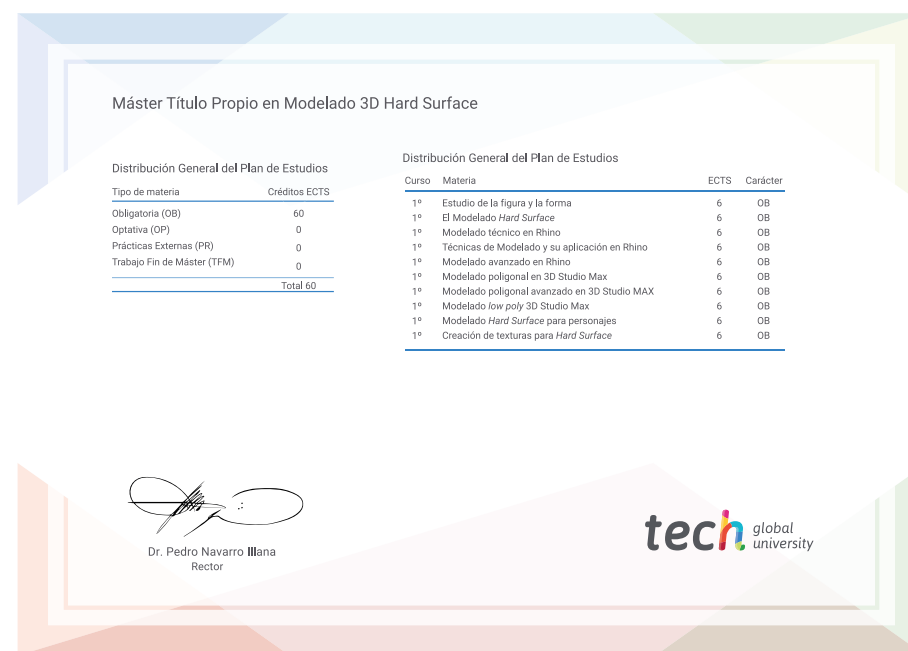 Máster Título Propio en Modelado 3D Hard Surface
Distribución General del Plan de Estudios
Tipo de materia Créditos ECTS
Obligatoria (OB) 60
Optativa (OP) 0
Prácticas Externas (PR) 0
Trabajo Fin de Máster (TFM) 0
Total 60
Distribución General del Plan de Estudios
Curso Materia ECTS Carácter
1º Estudio de la figura y la forma 6 OB
1º El Modelado Hard Surface 6 OB
1º Modelado técnico en Rhino 6 OB
1º Técnicas de Modelado y su aplicación en Rhino 6 OB
1º Modelado avanzado en Rhino 6 OB
1º Modelado poligonal en 3D Studio Max 6 OB
1º Modelado poligonal avanzado en 3D Studio MAX 6 OB
1º Modelado low poly 3D Studio Max 6 OB
1º Modelado Hard Surface para personajes 6 OB
1º Creación de texturas para Hard Surface 6 OB
Dr. Pedro Navarro Illana
Rector
tech global
university